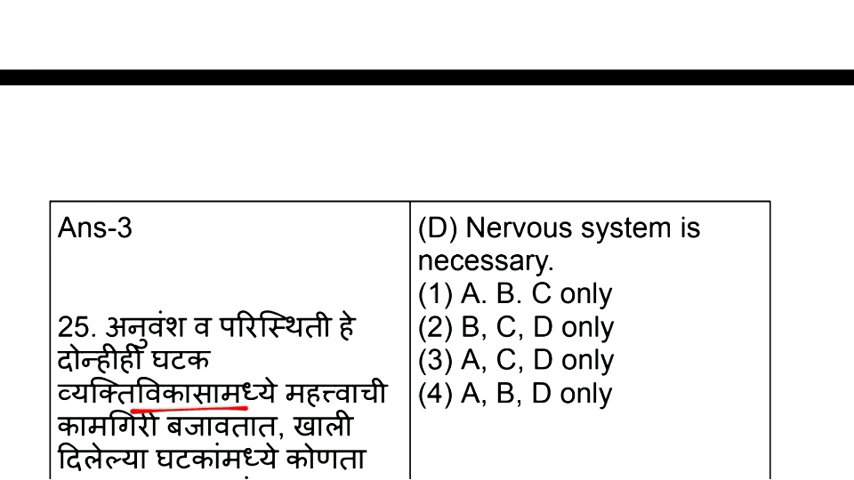 Ans-3
25. अनुवंश व परिस्थिती हे
दोन्हीही घटक
व्यक्तिविकासामध्ये महत्त्वाची
कामगिरी बजावतात, खाली
दिलेल्या घटकांमध्ये कोणता
(D) Nervous system is
necessary.
(1) A. B. C only
(2) B, C, D only
(3) A, C, D only
(4) A, B, D only